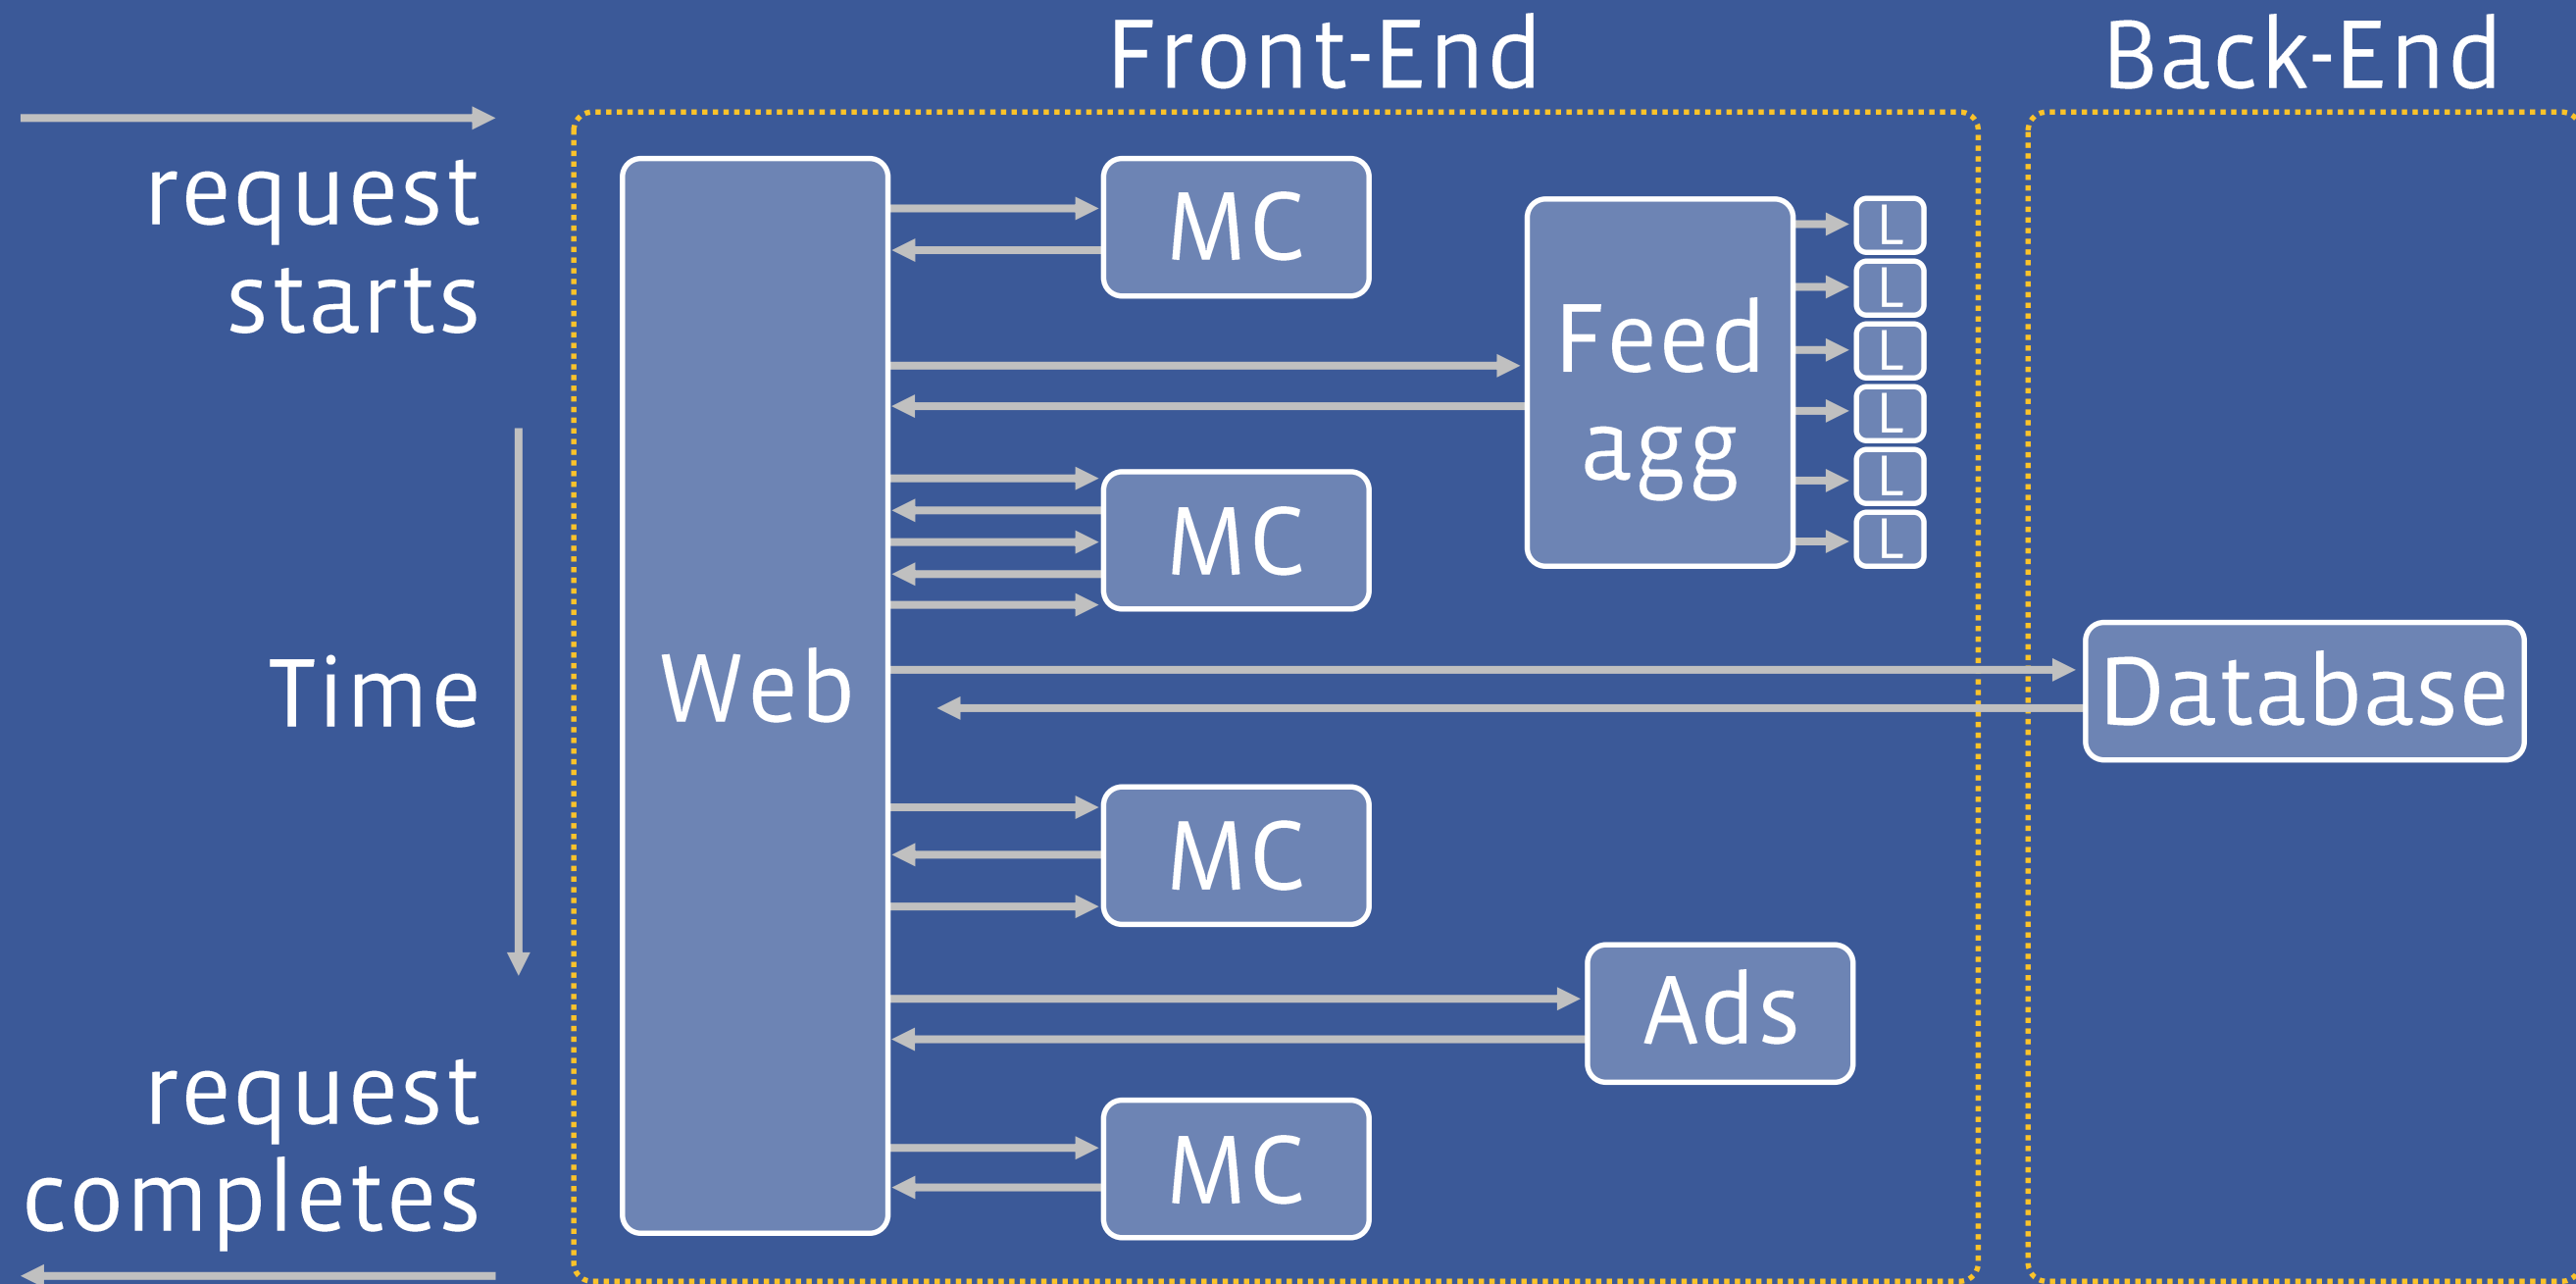 Front-End
Back-End
request
starts
MC
Feed
agg
L
L
L
L
L
L
MC
Time
Web
Database
MC
Ads
request
completes
MC